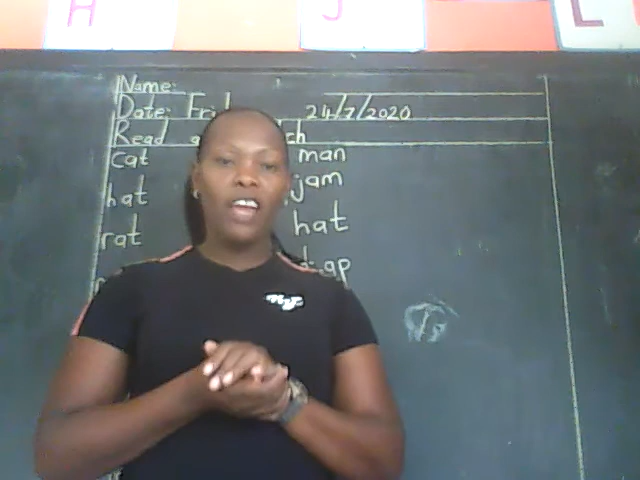 H J L
Name:
Date: Fri 24/7/2020
Read
cat man
hat jam
rat hat